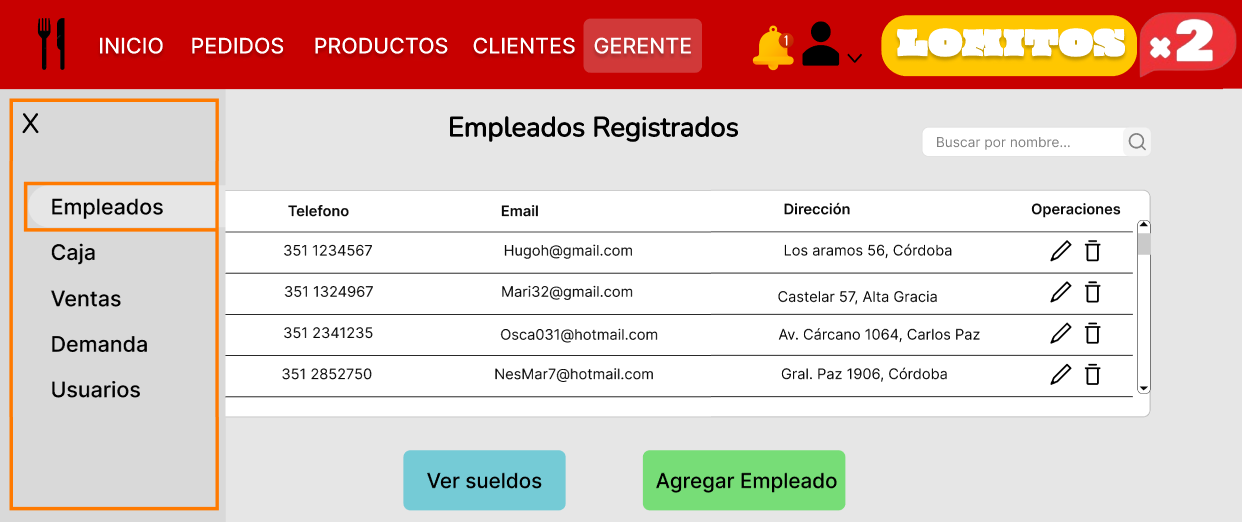 INICIO PEDIDOS PRODUCTOS CLIENTES GERENTE 1 LOMITOS x2
X
Empleados Registrados
Buscar por nombre...
Empleados
Caja
Ventas
Demanda
Usuarios
Telefono Email Dirección Operaciones
351 1234567 Hugoh@gmail.com Los aramos 56, Córdoba
351 1324967 Mari32@gmail.com Castelar 57, Alta Gracia
351 2341235 Osca031@hotmail.com Av. Cárcano 1064, Carlos Paz
351 2852750 NesMar7@hotmail.com Gral. Paz 1906, Córdoba
Ver sueldos Agregar Empleado